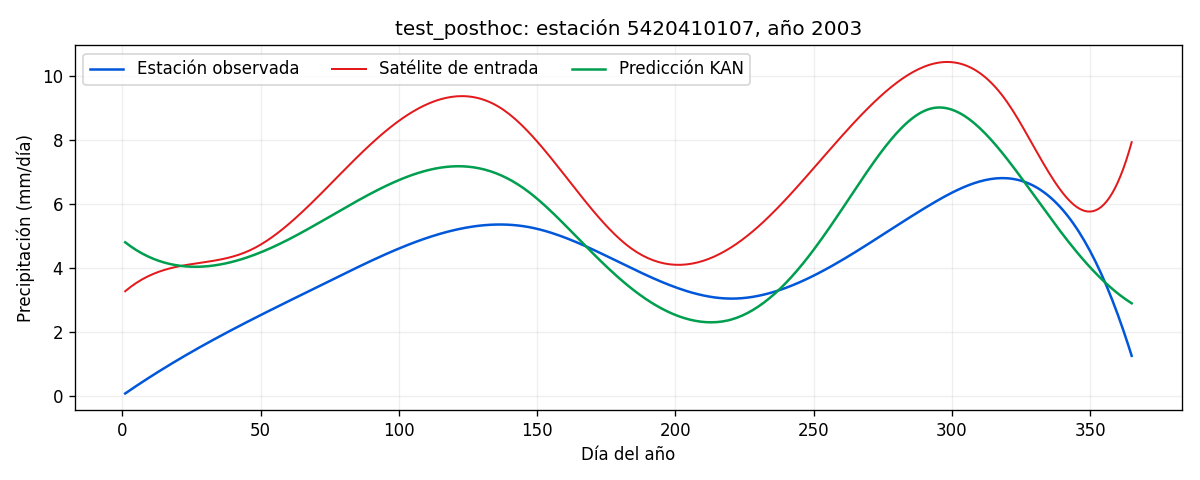 test_posthoc: estación 5420410107, año 2003
Estación observada
Satélite de entrada
Predicción KAN
Precipitación (mm/día)
10
8
6
4
2
0
0 50 100 150 200 250 300 350
Día del año